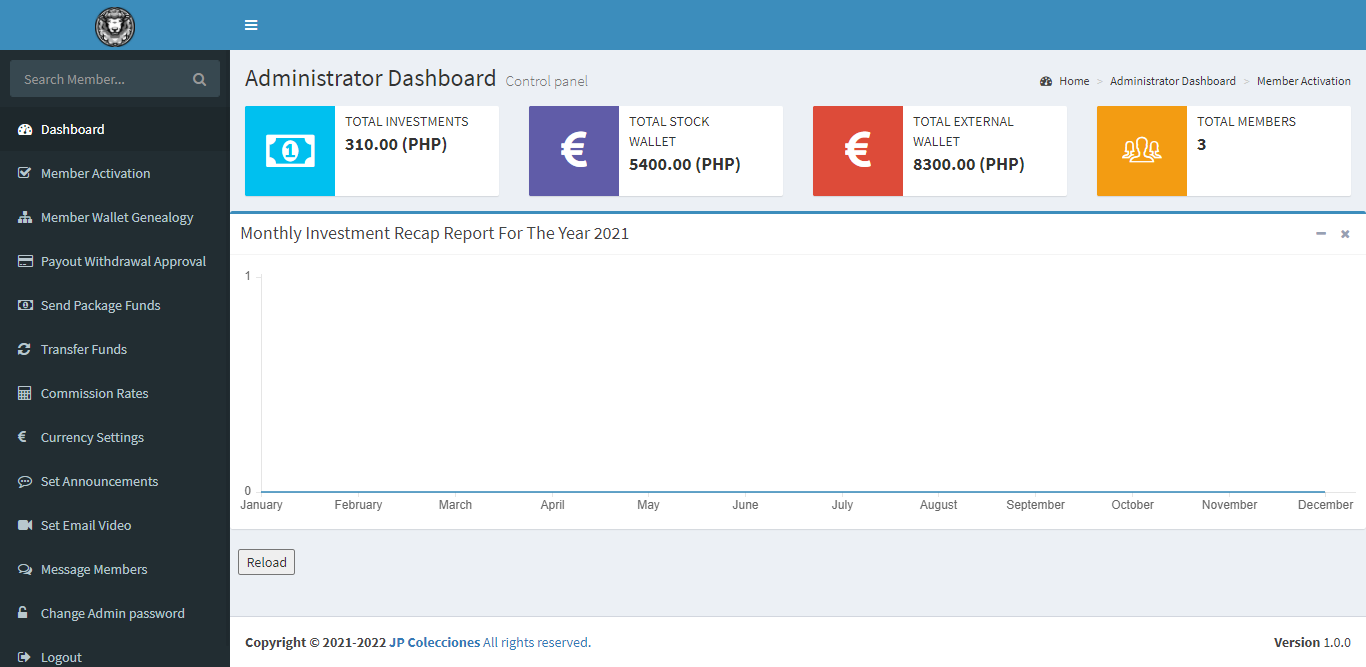 Search Member...
Dashboard
Member Activation
Member Wallet Genealogy
Payout Withdrawal Approval
Send Package Funds
Transfer Funds
Commission Rates
Currency Settings
Set Announcements
Set Email Video
Message Members
Change Admin password
Logout
Administrator Dashboard Control panel
Home > Administrator Dashboard > Member Activation
TOTAL INVESTMENTS
310.00 (PHP)
TOTAL STOCK
WALLET
5400.00 (PHP)
TOTAL EXTERNAL
WALLET
8300.00 (PHP)
TOTAL MEMBERS
3
Monthly Investment Recap Report For The Year 2021
1
0
January February March April May June July August September October November December
Reload
Copyright © 2021-2022 JP Colecciones All rights reserved.
Version 1.0.0